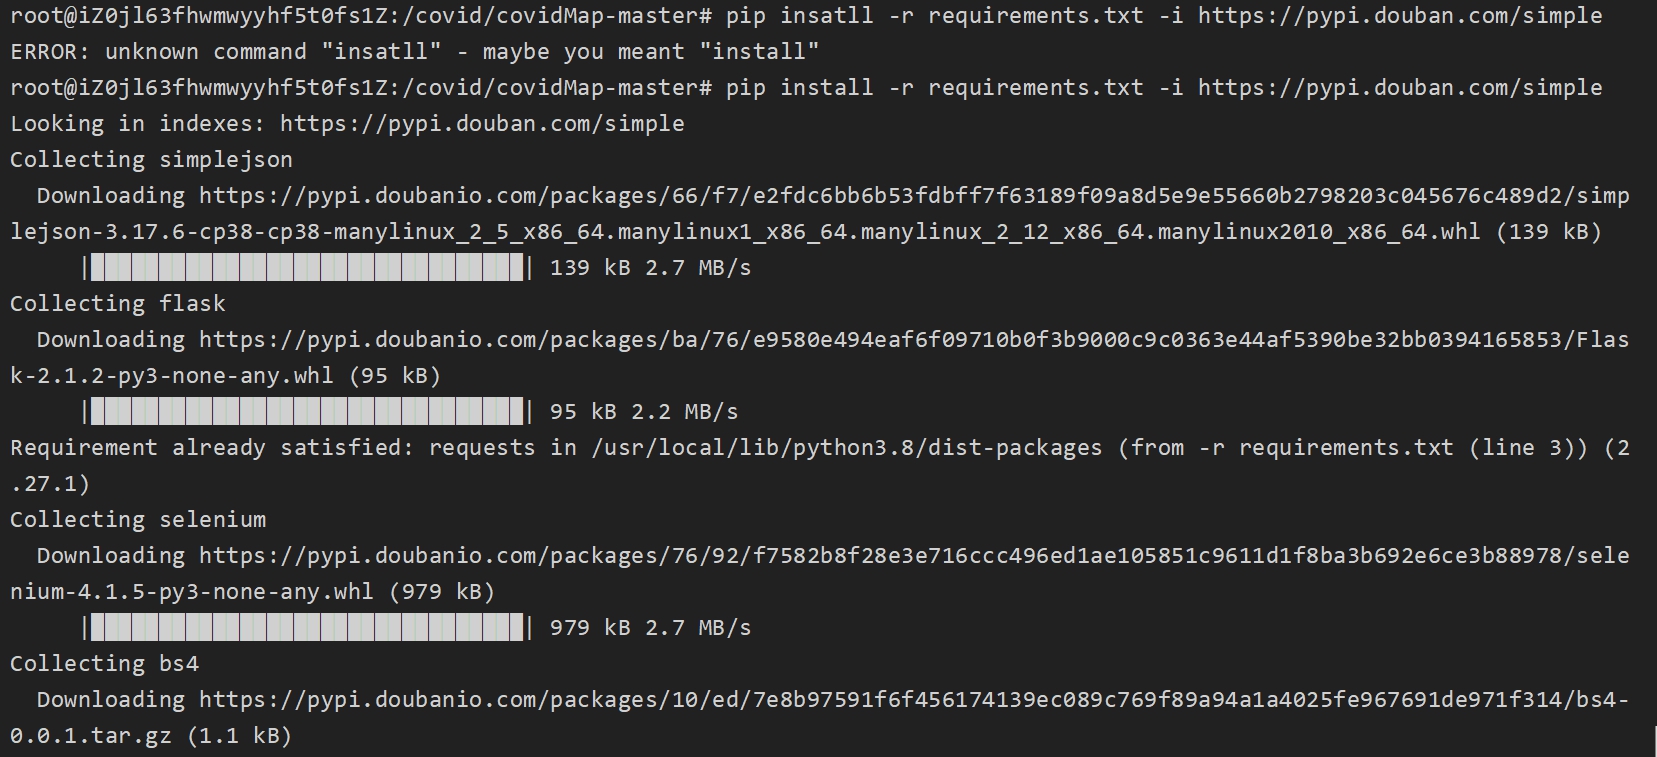 root@iZ0jl63fhwmwyyhf5t0fs1Z:/covid/covidMap-master# pip insatll -r requirements.txt -i https://pypi.douban.com/simple
ERROR: unknown command "insatll" - maybe you meant "install"
root@iZ0jl63fhwmwyyhf5t0fs1Z:/covid/covidMap-master# pip install -r requirements.txt -i https://pypi.douban.com/simple
Looking in indexes: https://pypi.douban.com/simple
Collecting simplejson
  Downloading https://pypi.doubanio.com/packages/66/f7/e2fdc6bb6b53fdbff7f63189f09a8d5e9e55660b2798203c045676c489d2/simp
lejson-3.17.6-cp38-cp38-manylinux_2_5_x86_64.manylinux1_x86_64.manylinux_2_12_x86_64.manylinux2010_x86_64.whl (139 kB)
     |████████████████████████████████| 139 kB 2.7 MB/s
Collecting flask
  Downloading https://pypi.doubanio.com/packages/ba/76/e9580e494eaf6f09710b0f3b9000c9c0363e44af5390be32bb0394165853/Flas
k-2.1.2-py3-none-any.whl (95 kB)
     |████████████████████████████████| 95 kB 2.2 MB/s
Requirement already satisfied: requests in /usr/local/lib/python3.8/dist-packages (from -r requirements.txt (line 3)) (2
.27.1)
Collecting selenium
  Downloading https://pypi.doubanio.com/packages/76/92/f7582b8f28e3e716ccc496ed1ae105851c9611d1f8ba3b692e6ce3b88978/sele
nium-4.1.5-py3-none-any.whl (979 kB)
     |████████████████████████████████| 979 kB 2.7 MB/s
Collecting bs4
  Downloading https://pypi.doubanio.com/packages/10/ed/7e8b97591f6f456174139ec089c769f89a94a1a4025fe967691de971f314/bs4-
0.0.1.tar.gz (1.1 kB)